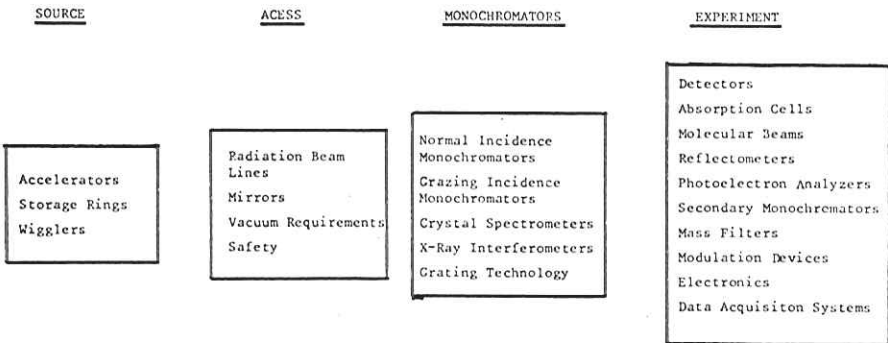 SOURCE
ACESS
MONOCHROMATORS
EXPERIMENT
Accelerators
Storage Rings
Wigglers
Radiation Beam
Lines
Mirrors
Vacuum Requirements
Safety
Normal Incidence
Monochromators
Grazing Incidence
Monochromators
Crystal Spectrometers
X-Ray Interferometers
Grating Technology
Detectors
Absorption Cells
Molecular Beams
Reflectometers
Photoelectron Analyzers
Secondary Monochromators
Mass Filters
Modulation Devices
Electronics
Data Acquisiton Systems